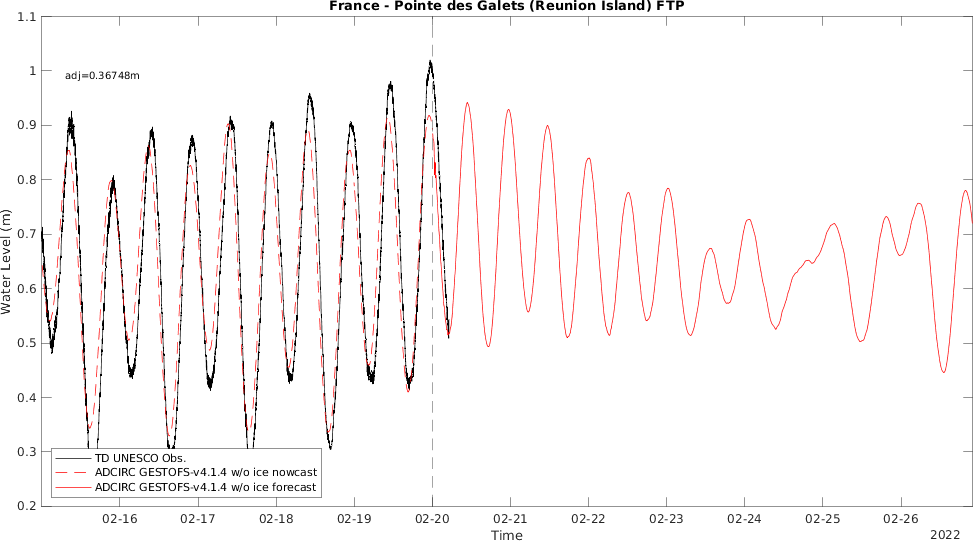 France - Pointe des Galets (Reunion Island) FTP
1.1
1
0.9
0.8
0.7
0.6
0.5
0.4
0.3
0.2
Water Level (m)
adj=0.36748m
TD UNESCO Obs.
ADCIRC GESTOFS-v4.1.4 w/o ice nowcast
ADCIRC GESTOFS-v4.1.4 w/o ice forecast
02-16 02-17 02-18 02-19 02-20 02-21 02-22 02-23 02-24 02-25 02-26
Time
2022